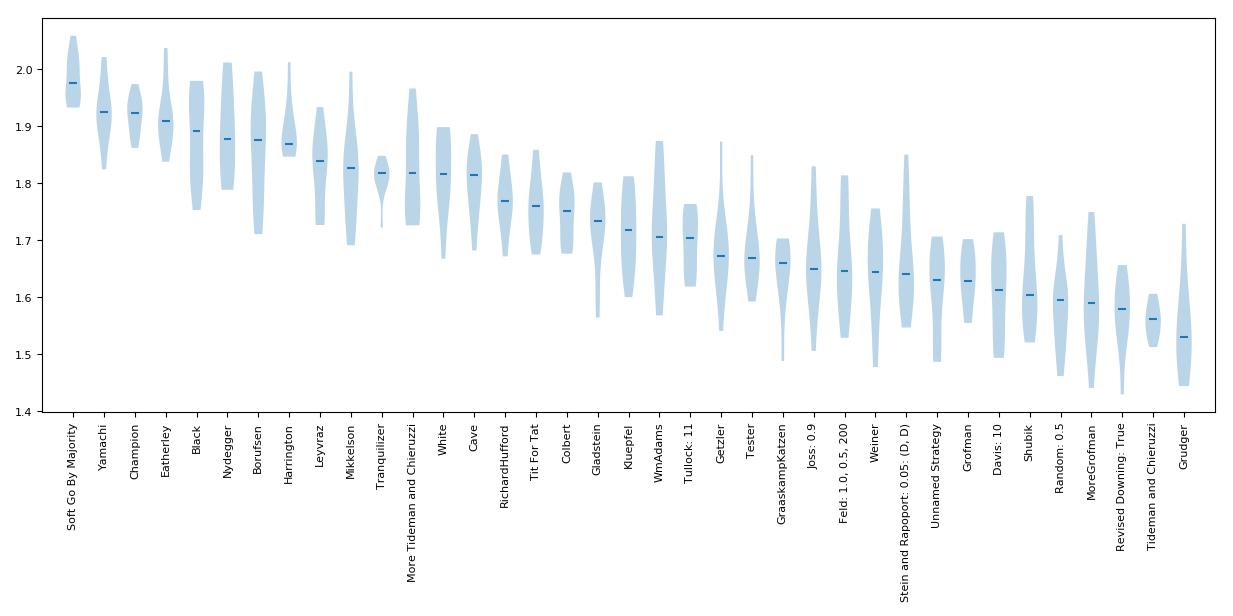 2.0
1.9
1.8
1.7
1.6
1.5
1.4
Soft Go By Majority
Yamachi
Champion
Eatherley
Black
Nydegger
Borufsen
Harrington
Leyvraz
Mikkelson
Tranquilizer
More Tideman and Chieruzzi
White
Cave
RichardHufford
Tit For Tat
Colbert
Gladstein
Kluepfel
WmAdams
Tullock: 11
Getzler
Tester
GraaskampKatzen
Joss: 0.9
Feld: 1.0, 0.5, 200
Weiner
Stein and Rapoport: 0.05: (D, D)
Unnamed Strategy
Grofman
Davis: 10
Shubik
Random: 0.5
MoreGrofman
Revised Downing: True
Tideman and Chieruzzi
Grudger